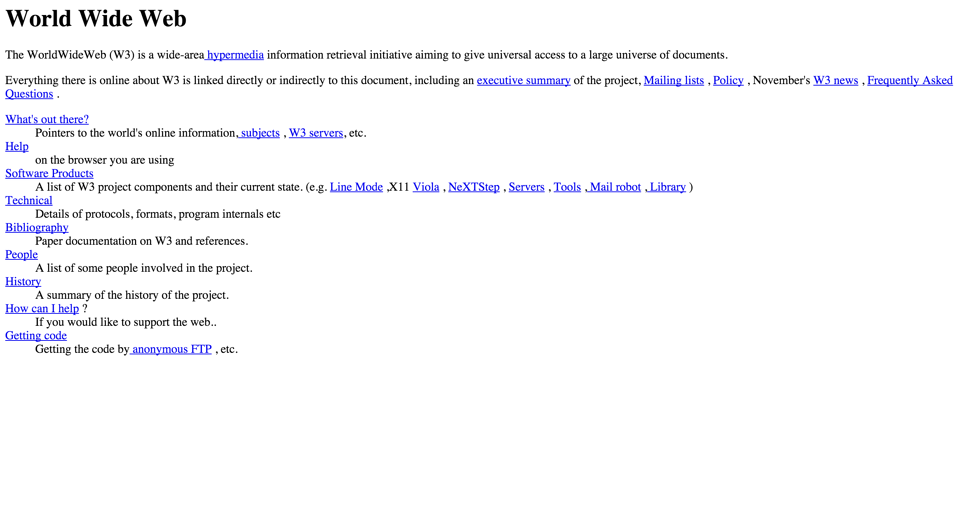 World Wide Web
The WorldWideWeb (W3) is a wide-area hypermedia information retrieval initiative aiming to give universal access to a large universe of documents.
Everything there is online about W3 is linked directly or indirectly to this document, including an executive summary of the project, Mailing lists , Policy , November's W3 news , Frequently Asked
Questions .
What's out there?
Pointers to the world's online information, subjects , W3 servers, etc.
Help
on the browser you are using
Software Products
A list of W3 project components and their current state. (e.g. Line Mode ,X11 Viola , NeXTStep , Servers , Tools , Mail robot , Library )
Technical
Details of protocols, formats, program internals etc
Bibliography
Paper documentation on W3 and references.
People
A list of some people involved in the project.
History
A summary of the history of the project.
How can I help ?
If you would like to support the web..
Getting code
Getting the code by anonymous FTP , etc.